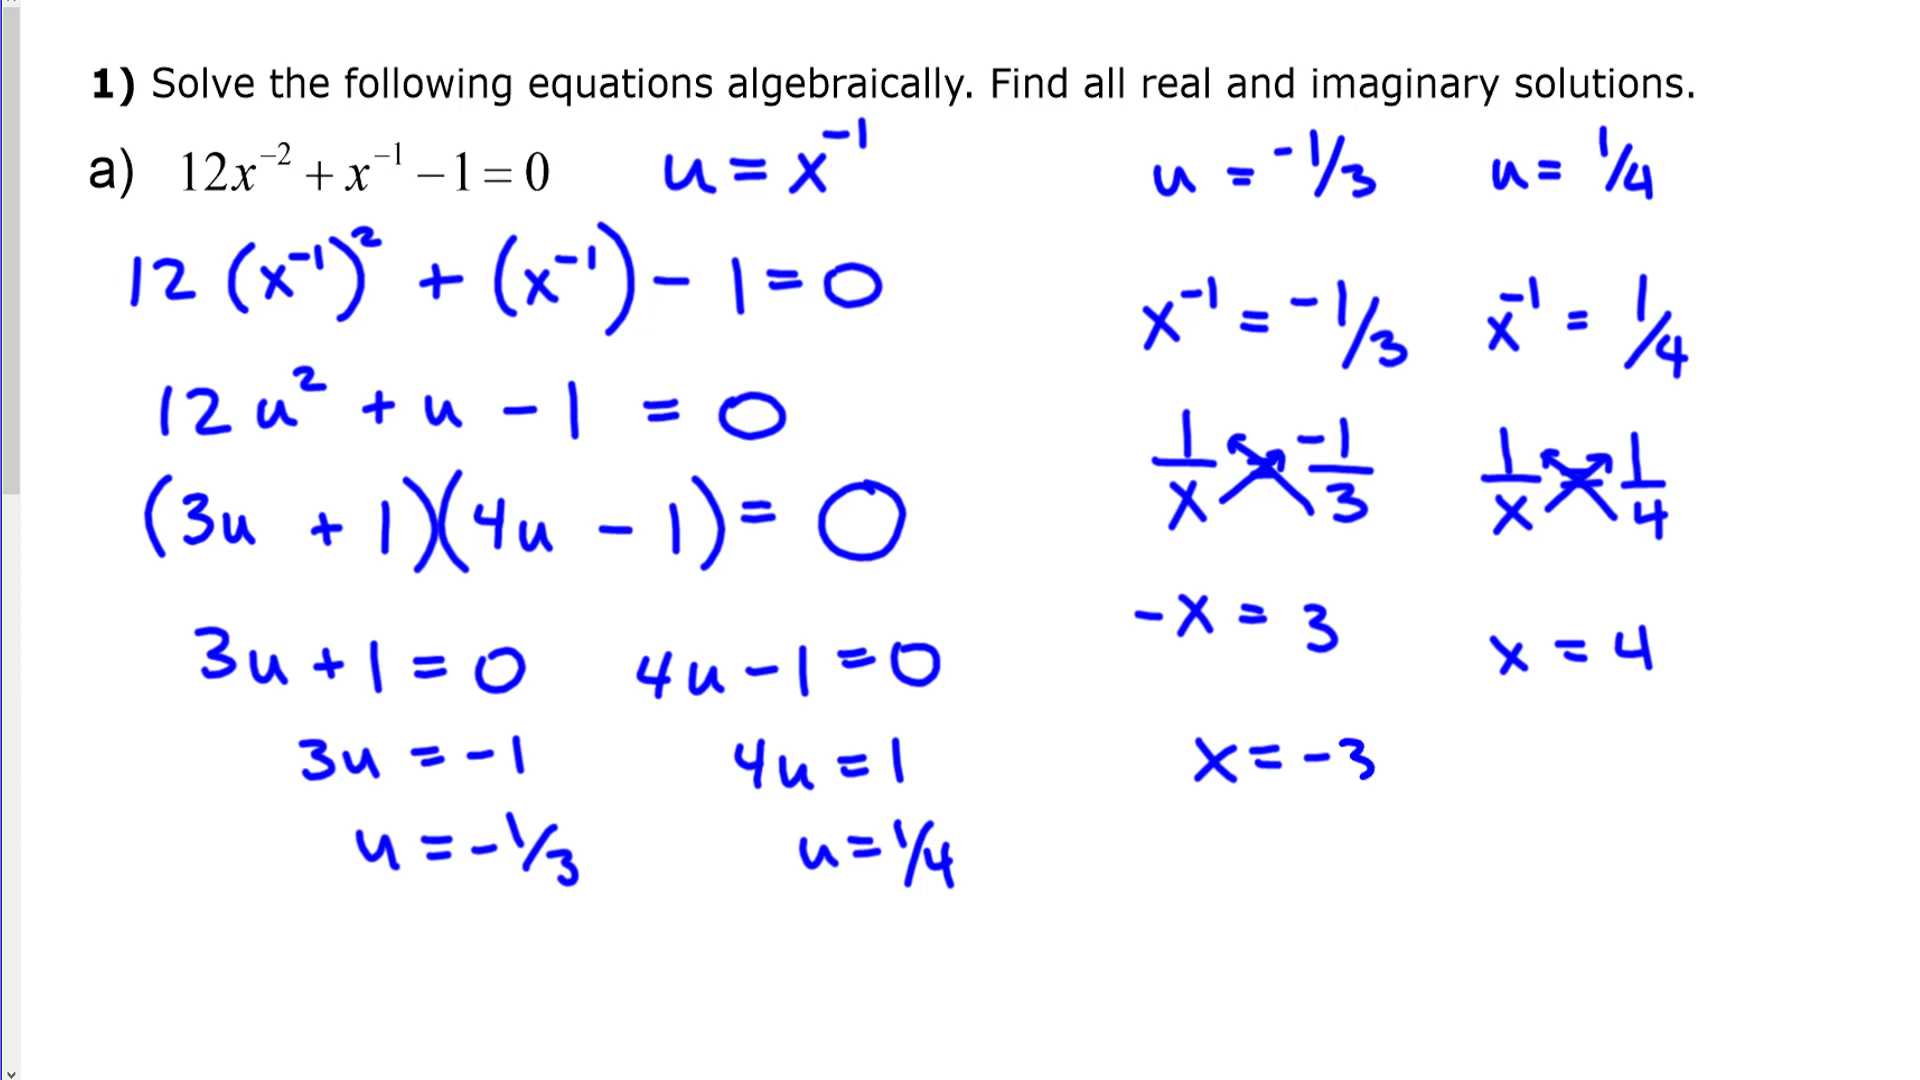 1) Solve the following equations algebraically. Find all real and imaginary solutions.
a) 12x⁻² + x⁻¹ − 1 = 0
u = x⁻¹
12 (x⁻¹)² + (x⁻¹) − 1 = 0
12u² + u − 1 = 0
(3u + 1)(4u − 1) = 0
3u + 1 = 0 4u − 1 = 0
3u = −1 4u = 1
u = −1/3 u = 1/4
u = −1/3 u = 1/4
x⁻¹ = −1/3 x⁻¹ = 1/4
1/x −1/3 1/x 1/4
−x = 3 x = 4
x = −3